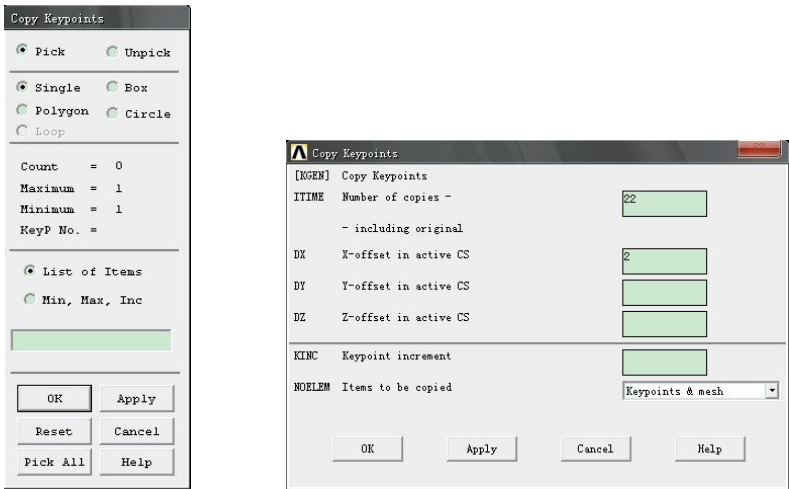 Copy Keypoints
Pick Unpick
Single Box
Polygon Circle
Loop
Count = 0
Maximum = 1
Minimum = 1
KeyP No. =
List of Items
Min, Max, Inc
OK Apply
Reset Cancel
Pick All Help
Copy Keypoints
[KGEN] Copy Keypoints
ITIME Number of copies - 22
- including original
DX X-offset in active CS 2
DY Y-offset in active CS
DZ Z-offset in active CS
KINC Keypoint increment
NOELEM Items to be copied Keypoints & mesh
OK Apply Cancel Help